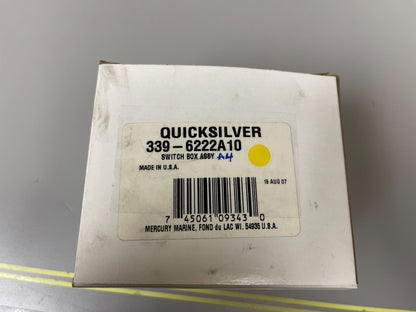 QUICKSILVER
339-6222A10
SWITCH BOX ASSY A4
MADE IN U.S.A.
15 AUG 07
7 45061 09343 0
MERCURY MARINE, FOND du LAC WI. 54935 U.S.A.